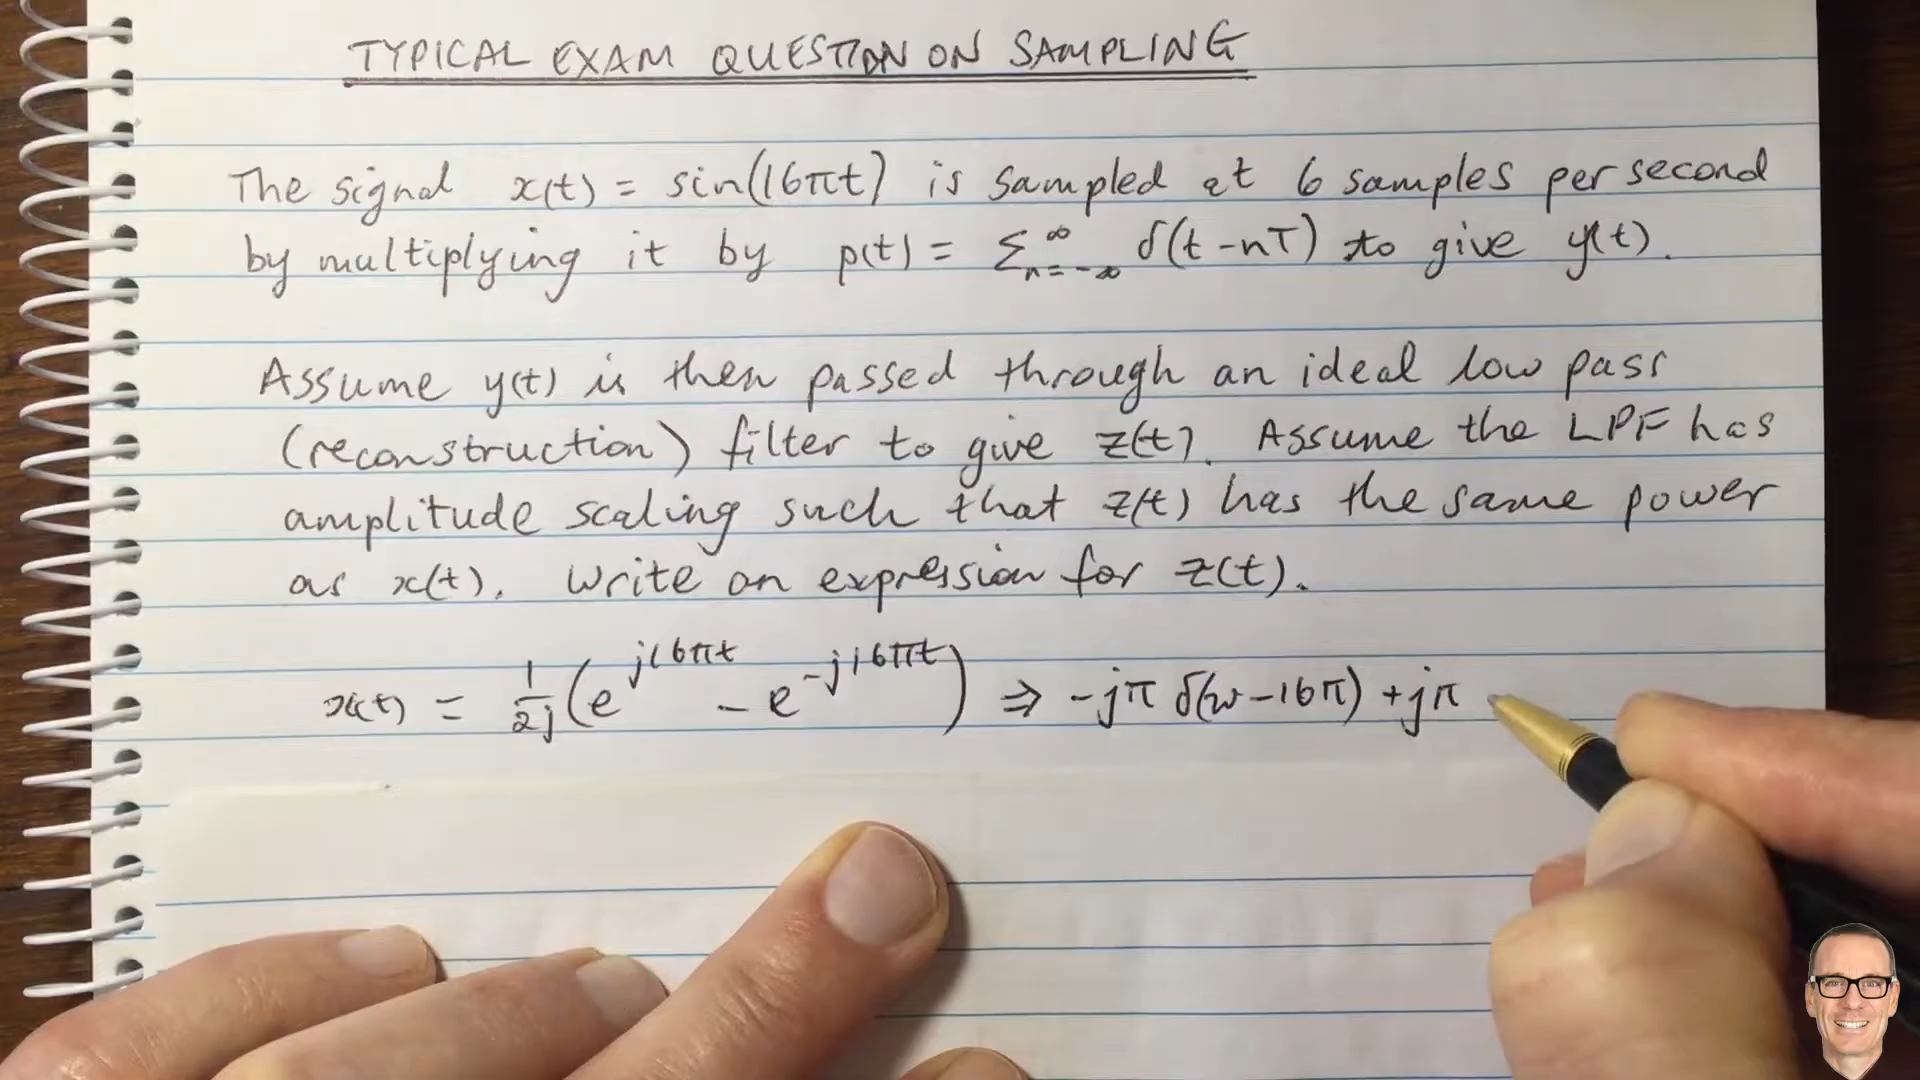 TYPICAL EXAM QUESTION ON SAMPLING
The signal x(t) = sin(16πt) is sampled at 6 samples per second
by multiplying it by p(t) = Σ_{n=-∞}^{∞} δ(t-nT) to give y(t).
Assume y(t) is then passed through an ideal low pass
(reconstruction) filter to give z(t). Assume the LPF has
amplitude scaling such that z(t) has the same power
as x(t). Write an expression for z(t).
x(t) = 1/2j (e^{j16πt} - e^{-j16πt}) ⇒ -jπ δ(ω-16π) +jπ